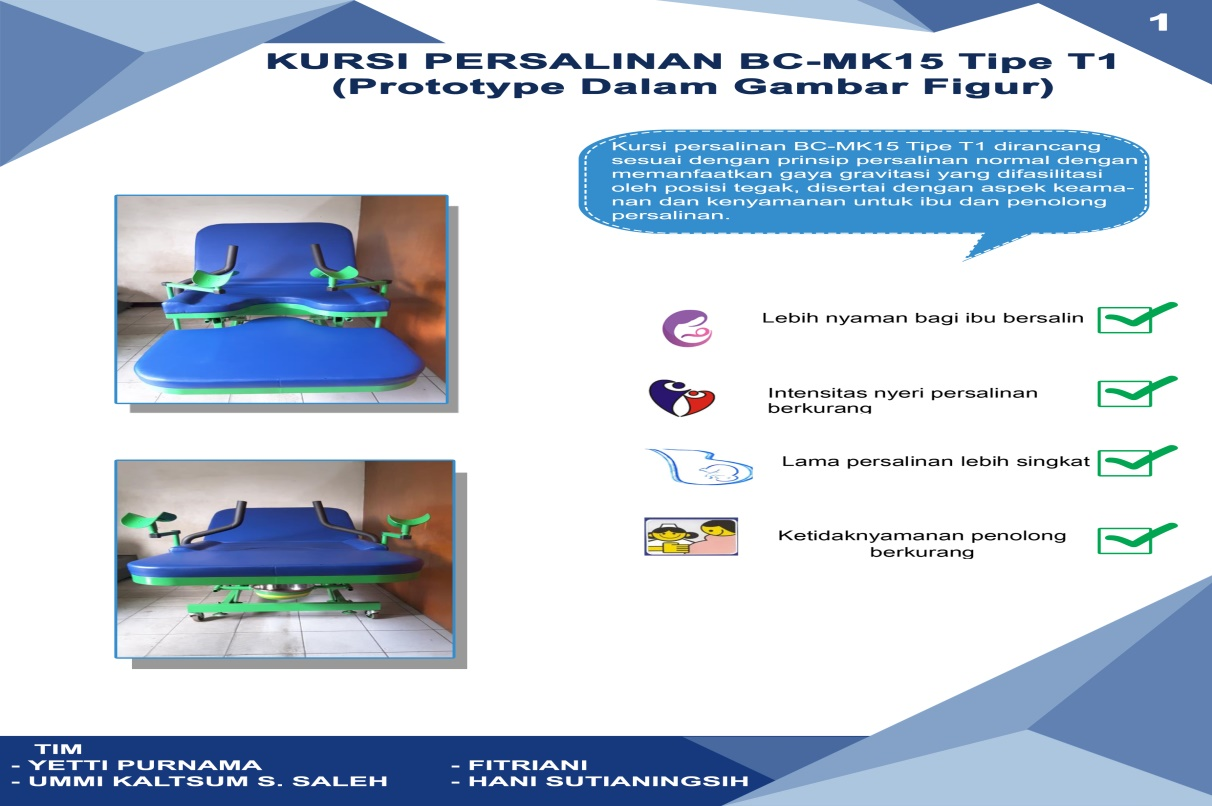 1
KURSI PERSALINAN BC-MK15 Tipe T1
(Prototype Dalam Gambar Figur)
Kursi persalinan BC-MK15 Tipe T1 dirancang
sesuai dengan prinsip persalinan normal dengan
memanfaatkan gaya gravitasi yang difasilitasi
oleh posisi tegak, disertai dengan aspek keama-
nan dan kenyamanan untuk ibu dan penolong
persalinan.
Lebih nyaman bagi ibu bersalin
Intensitas nyeri persalinan
berkurang
Lama persalinan lebih singkat
Ketidaknyamanan penolong
berkurang
TIM
- YETTI PURNAMA
- UMMI KALTSUM S. SALEH
- FITRIANI
- HANI SUTIANINGSIH